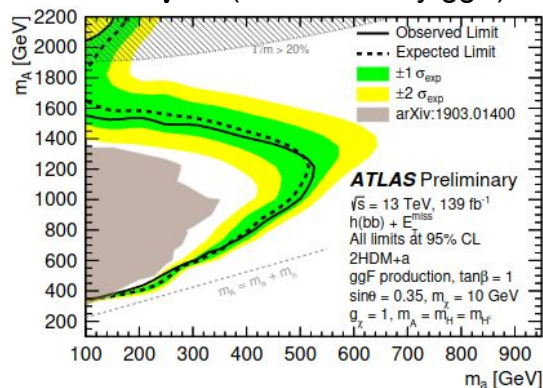 m_A [GeV]
2200
2000
1800
1600
1400
1200
1000
800
600
400
200
Γ/m > 20%
Observed Limit
Expected Limit
±1 σ_exp
±2 σ_exp
arXiv:1903.01400
ATLAS Preliminary
√s = 13 TeV, 139 fb⁻¹
h(bb) + E_T^miss
All limits at 95% CL
2HDM+a
ggF production, tanβ = 1
sinθ = 0.35, m_χ = 10 GeV
g_χ = 1, m_A = m_H = m_H±
m_A = m_a + m_h
100 200 300 400 500 600 700 800 900
m_a [GeV]